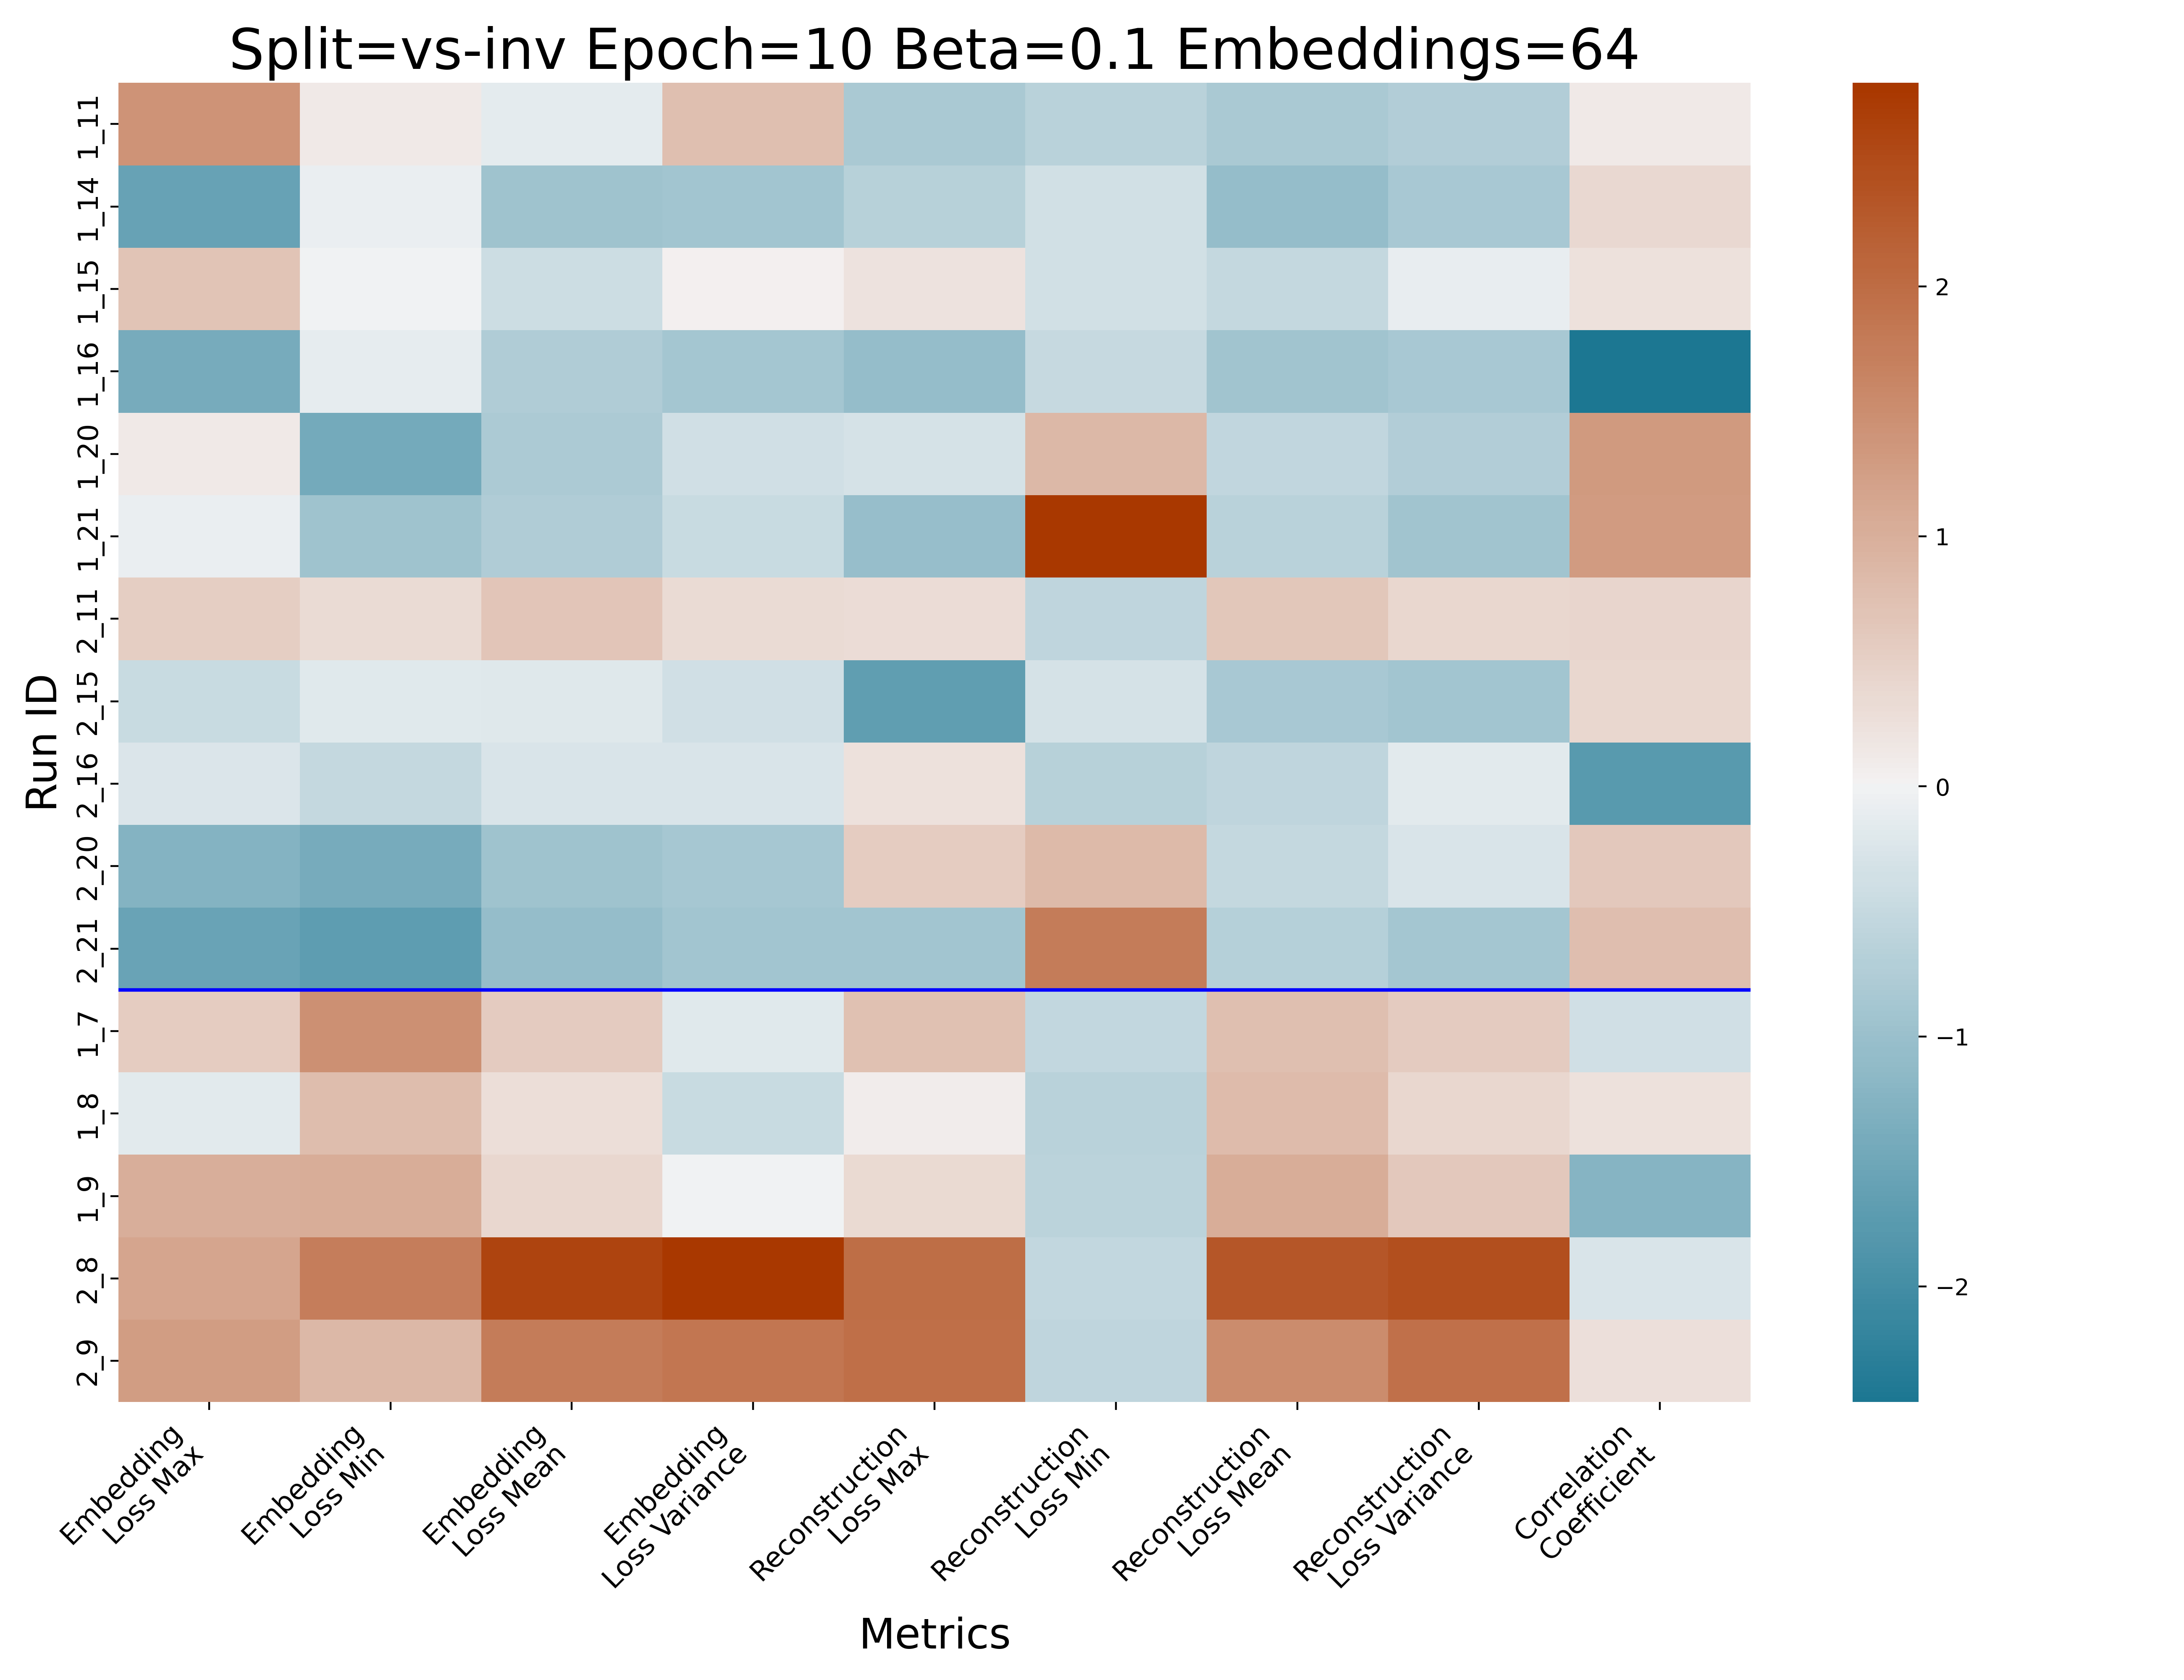 Split=vs-inv Epoch=10 Beta=0.1 Embeddings=64
Run ID
1_11
1_14
1_15
1_16
1_20
1_21
2_11
2_15
2_16
2_20
2_21
1_7
1_8
1_9
2_8
2_9
Embedding
Loss Max
Embedding
Loss Min
Embedding
Loss Mean
Embedding
Loss Variance
Reconstruction
Loss Max
Reconstruction
Loss Min
Reconstruction
Loss Mean
Reconstruction
Loss Variance
Correlation
Coefficient
Metrics
2
1
0
−1
−2